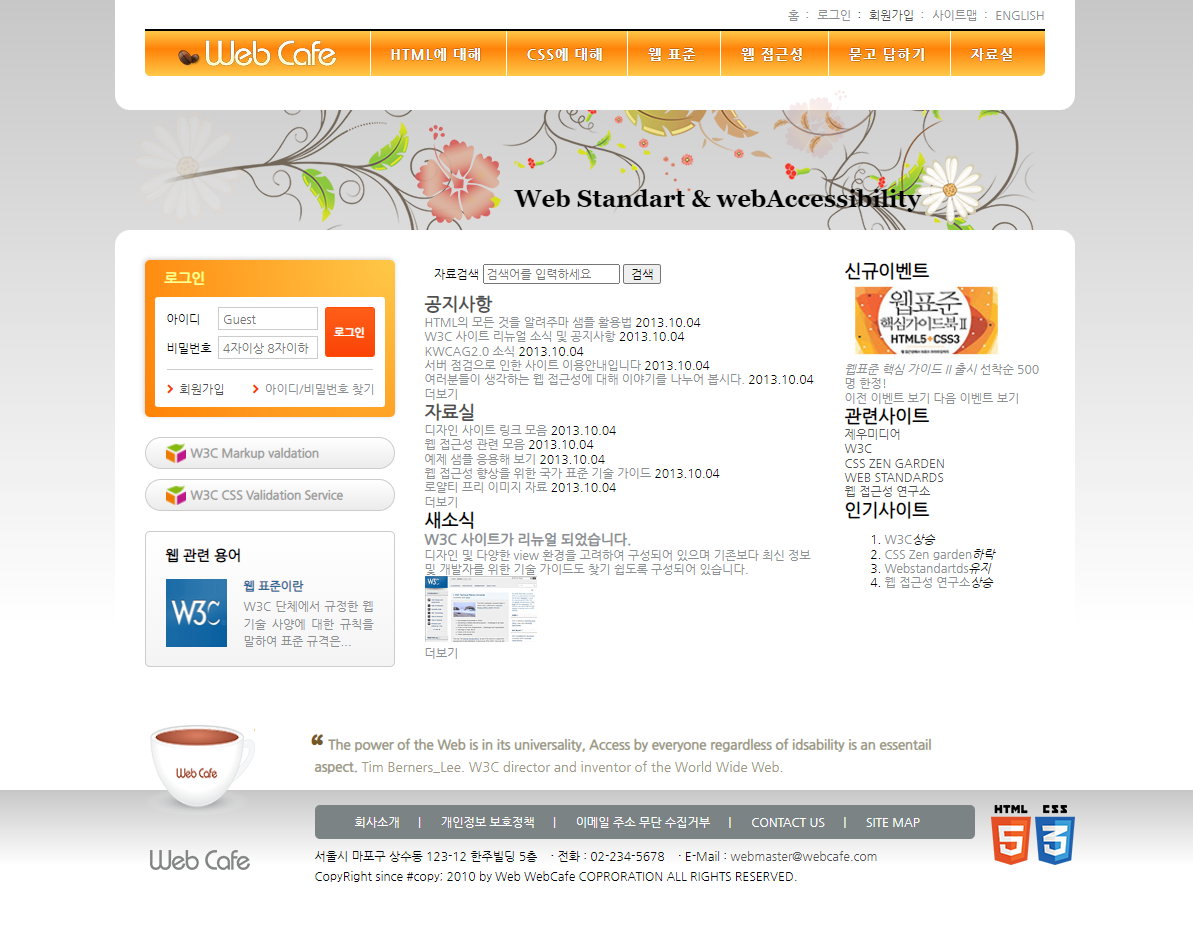 홈 : 로그인 : 회원가입 : 사이트맵 : ENGLISH
Web Cafe HTML에 대해 CSS에 대해 웹 표준 웹 접근성 묻고 답하기 자료실
Web Standart & webAccessibility
로그인
아이디 Guest
비밀번호 4자이상 8자이하
로그인
회원가입 아이디/비밀번호 찾기
W3C Markup valdation
W3C CSS Validation Service
웹 관련 용어
W3C
웹 표준이란
W3C 단체에서 규정한 웹
기술 사양에 대한 규칙을
말하여 표준 규격은...
자료검색 검색어를 입력하세요 검색
공지사항
HTML의 모든 것을 알려주마 샘플 활용법 2013.10.04
W3C 사이트 리뉴얼 소식 및 공지사항 2013.10.04
KWCAG2.0 소식 2013.10.04
서버 점검으로 인한 사이트 이용안내입니다 2013.10.04
여러분들이 생각하는 웹 접근성에 대해 이야기를 나누어 봅시다. 2013.10.04
더보기
자료실
디자인 사이트 링크 모음 2013.10.04
웹 접근성 관련 모음 2013.10.04
예제 샘플 응용해 보기 2013.10.04
웹 접근성 향상을 위한 국가 표준 기술 가이드 2013.10.04
로얄티 프리 이미지 자료 2013.10.04
더보기
새소식
W3C 사이트가 리뉴얼 되었습니다.
디자인 및 다양한 view 환경을 고려하여 구성되어 있으며 기존보다 최신 정보
및 개발자를 위한 기술 가이드도 찾기 쉽도록 구성되어 있습니다.
W3C
더보기
신규이벤트
웹표준
핵심가이드북 II
HTML5+CSS3
웹표준 핵심 가이드 II 출시 선착순 500
명 한정!
이전 이벤트 보기 다음 이벤트 보기
관련사이트
제우미디어
W3C
CSS ZEN GARDEN
WEB STANDARDS
웹 접근성 연구소
인기사이트
1. W3C상승
2. CSS Zen garden하락
3. Webstandartds유지
4. 웹 접근성 연구소상승
Web Cafe
“ The power of the Web is in its universality, Access by everyone regardless of idsability is an essentail
aspect. Tim Berners_Lee. W3C director and inventor of the World Wide Web.
회사소개 | 개인정보 보호정책 | 이메일 주소 무단 수집거부 | CONTACT US | SITE MAP
HTML 5 CSS 3
Web Cafe
서울시 마포구 상수동 123-12 한주빌딩 5층 · 전화 : 02-234-5678 · E-Mail : webmaster@webcafe.com
CopyRight since #copy; 2010 by Web WebCafe COPRORATION ALL RIGHTS RESERVED.